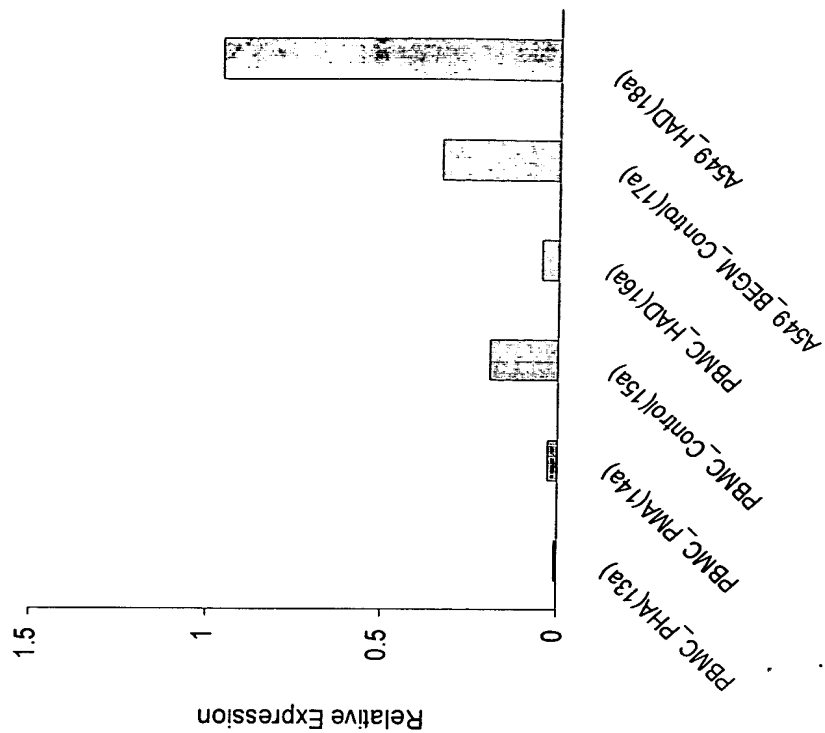 Relative Expression
1.5
1
0.5
0
PBMC_PHA(13a)
PBMC_PMA(14a)
PBMC_Control(15a)
PBMC_HAD(16a)
A549_BEGM_Control(17a)
A549_HAD(18a)